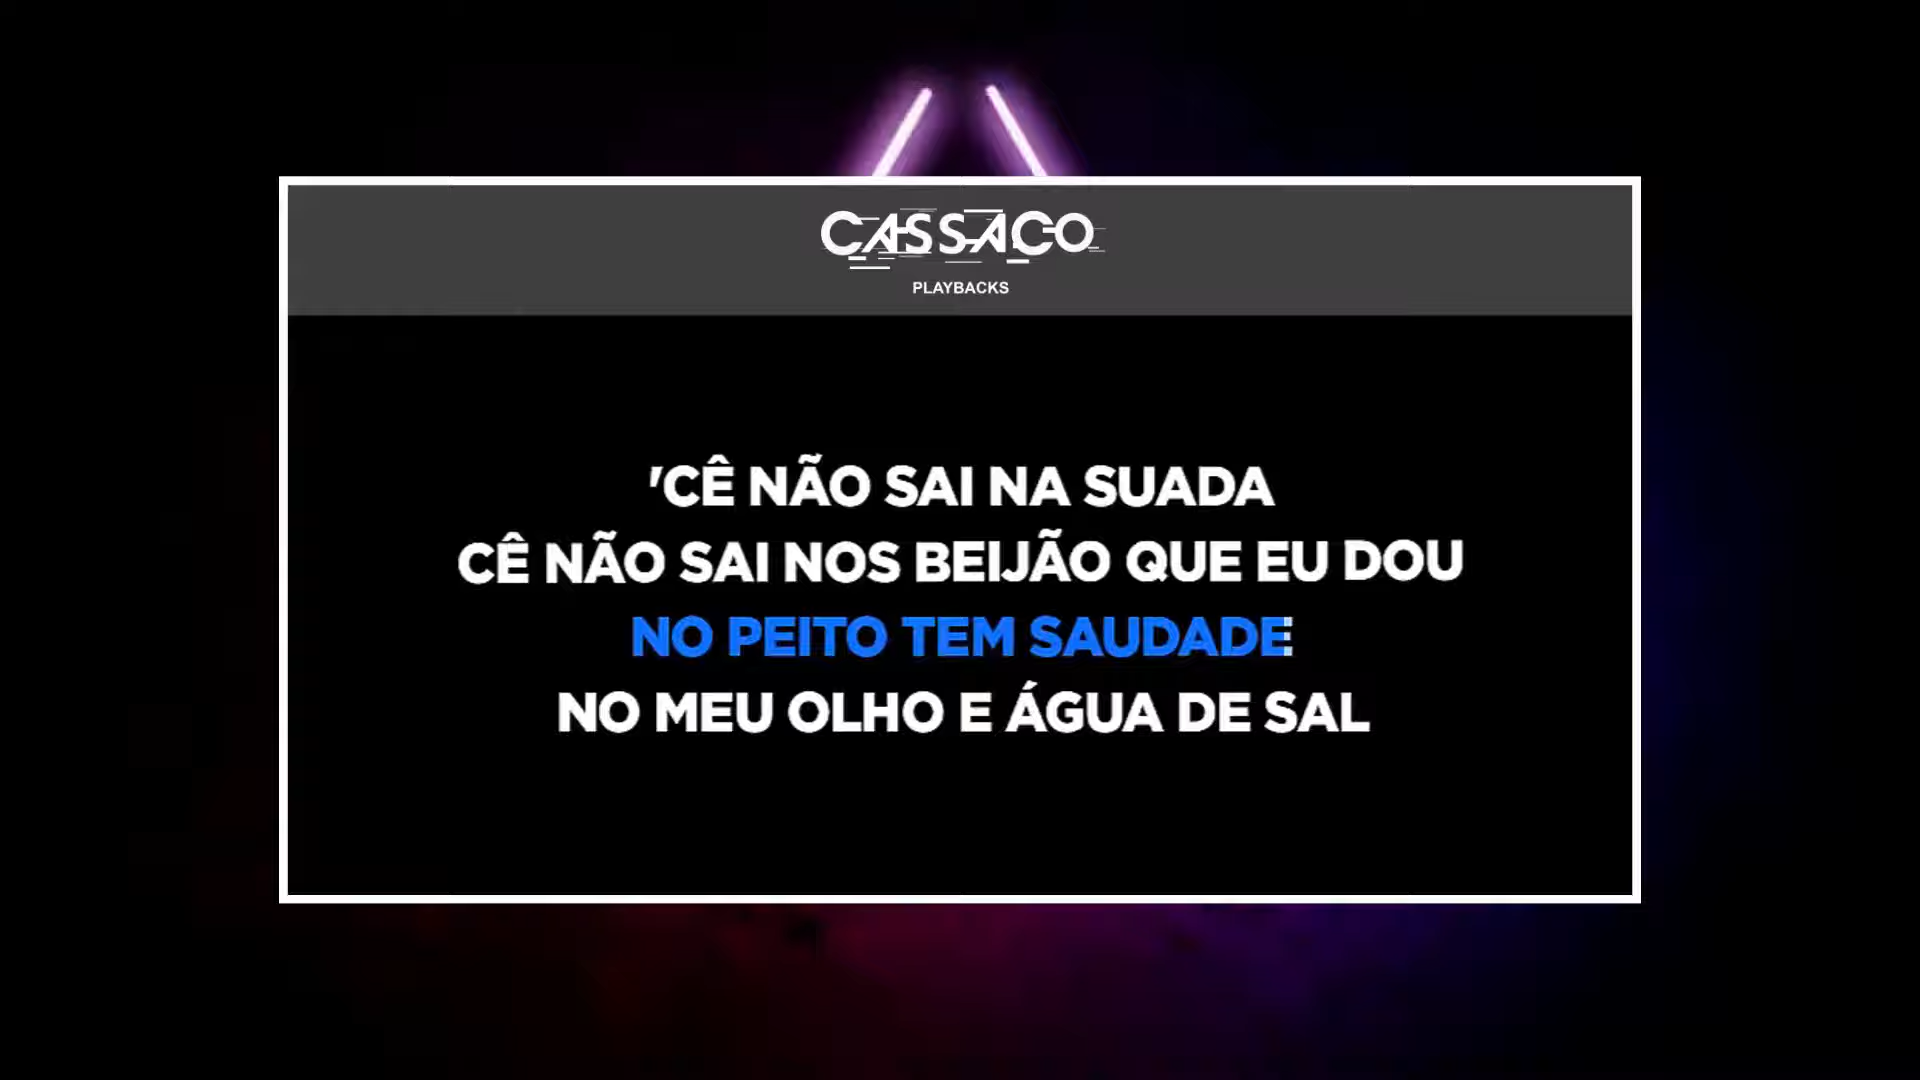 CASSACO
PLAYBACKS
'CÊ NÃO SAI NA SUADA
CÊ NÃO SAI NOS BEIJÃO QUE EU DOU
NO PEITO TEM SAUDADE
NO MEU OLHO E ÁGUA DE SAL